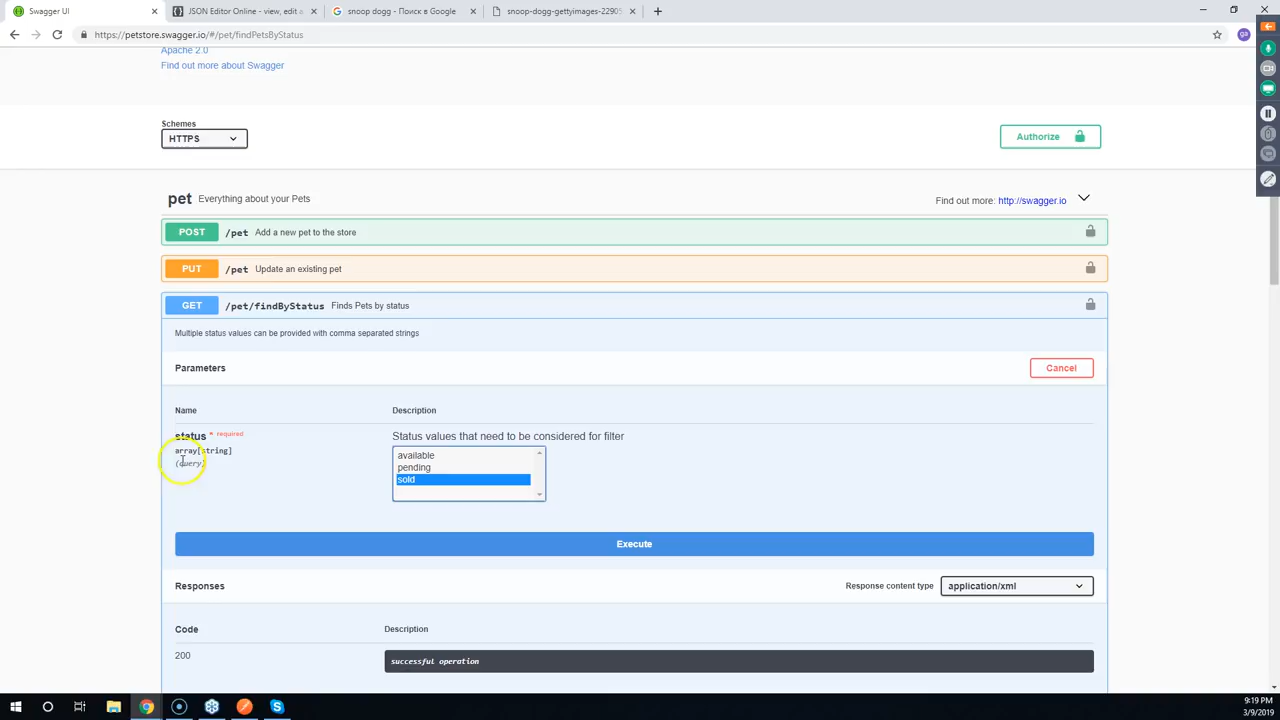 Swagger UI
JSON Editor Online - view, edit a
snoop dogg - Поиск в Google
snoop-dogg-gettyimages-22905
https://petstore.swagger.io/#/pet/findPetsByStatus
Apache 2.0
Find out more about Swagger
Schemes
HTTPS
Authorize
pet Everything about your Pets
Find out more: http://swagger.io
POST /pet Add a new pet to the store
PUT /pet Update an existing pet
GET /pet/findByStatus Finds Pets by status
Multiple status values can be provided with comma separated strings
Parameters
Cancel
Name Description
status * required
array[string]
(query)
Status values that need to be considered for filter
available
pending
sold
Execute
Responses
Response content type application/xml
Code Description
200 successful operation
9:19 PM
3/9/2019